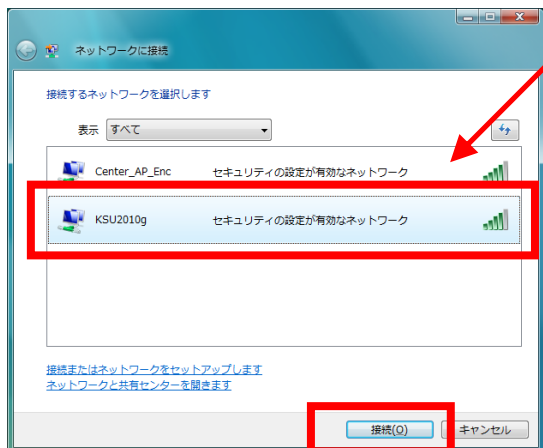 ネットワークに接続
接続するネットワークを選択します
表示 すべて
Center_AP_Enc セキュリティの設定が有効なネットワーク
KSU2010g セキュリティの設定が有効なネットワーク
接続またはネットワークをセットアップします
ネットワークと共有センターを開きます
接続(O) キャンセル